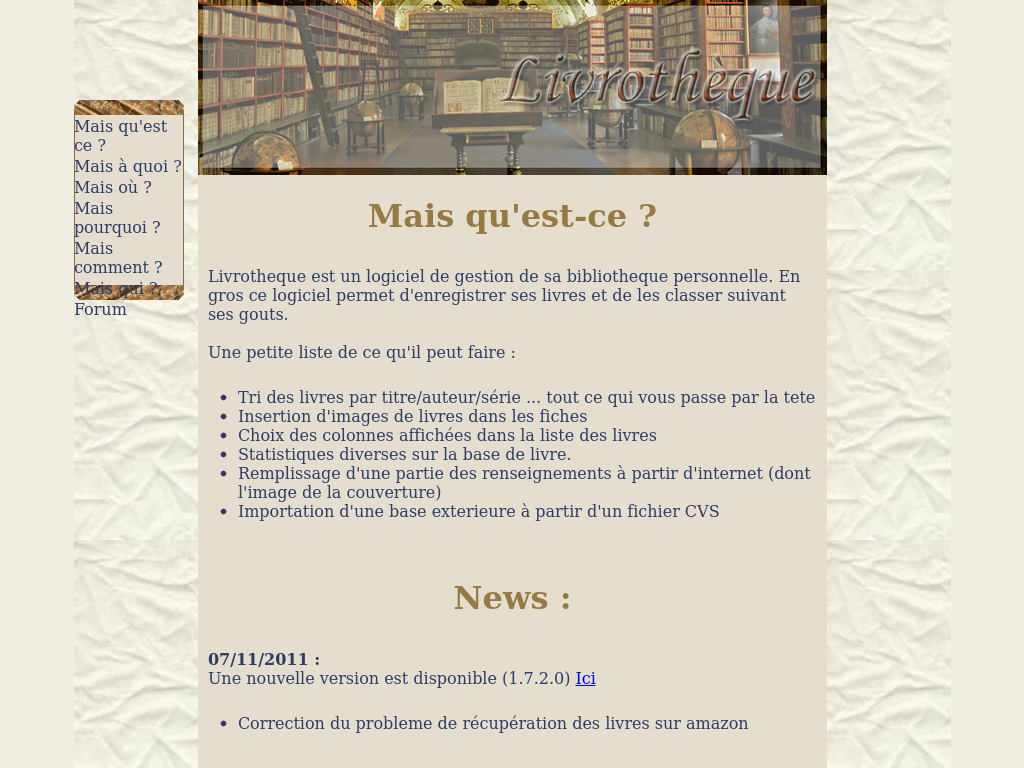 Livrothèque
Mais qu'est
ce ?
Mais à quoi ?
Mais où ?
Mais
pourquoi ?
Mais
comment ?
Mais qui ?
Forum
Mais qu'est-ce ?
Livrotheque est un logiciel de gestion de sa bibliotheque personnelle. En
gros ce logiciel permet d'enregistrer ses livres et de les classer suivant
ses gouts.
Une petite liste de ce qu'il peut faire :
Tri des livres par titre/auteur/série ... tout ce qui vous passe par la tete
Insertion d'images de livres dans les fiches
Choix des colonnes affichées dans la liste des livres
Statistiques diverses sur la base de livre.
Remplissage d'une partie des renseignements à partir d'internet (dont
l'image de la couverture)
Importation d'une base exterieure à partir d'un fichier CVS
News :
07/11/2011 :
Une nouvelle version est disponible (1.7.2.0) Ici
Correction du probleme de récupération des livres sur amazon